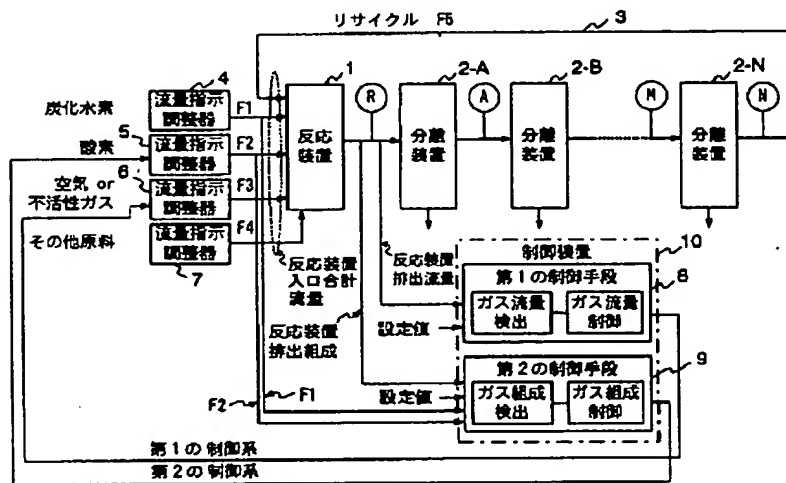 リサイクル F5
3
4
流量指示
調整器
炭化水素
F1
5
流量指示
調整器
酸素
F2
6
流量指示
調整器
空気 or
不活性ガス
F3
流量指示
調整器
その他原料
F4
7
1
反応
装置
R
2-A
分離
装置
A
2-B
分離
装置
M
2-N
分離
装置
N
反応装置
入口合計
流量
反応装置
排出組成
反応装置
排出流量
制御装置
10
第1の制御手段
8
ガス流量
検出
ガス流量
制御
設定値
第2の制御手段
9
ガス組成
検出
ガス組成
制御
設定値
F2
F1
第1の制御系
第2の制御系